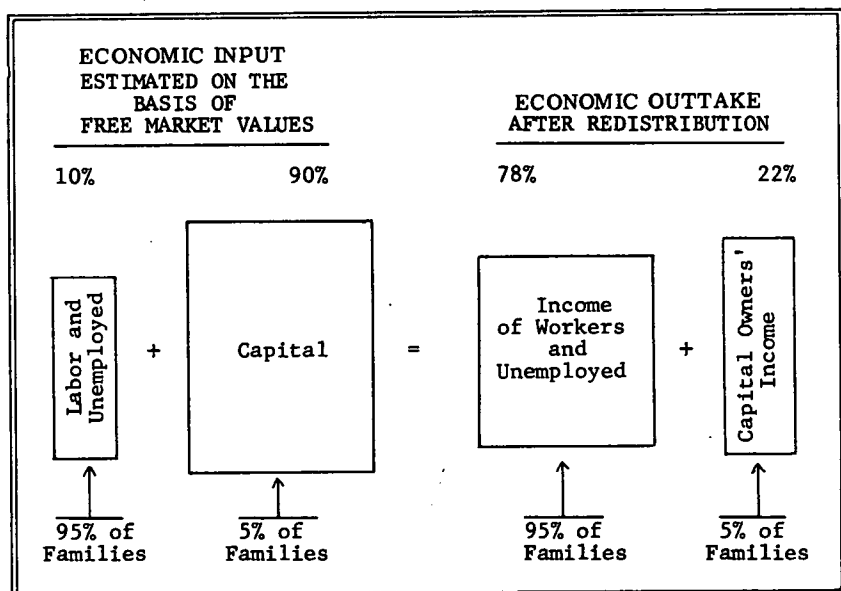 ECONOMIC INPUT
ESTIMATED ON THE
BASIS OF
FREE MARKET VALUES
ECONOMIC OUTTAKE
AFTER REDISTRIBUTION
10% 90% 78% 22%
Labor and
Unemployed
+
Capital
=
Income
of Workers
and
Unemployed
+
Capital Owners'
Income
95% of
Families
5% of
Families
95% of
Families
5% of
Families